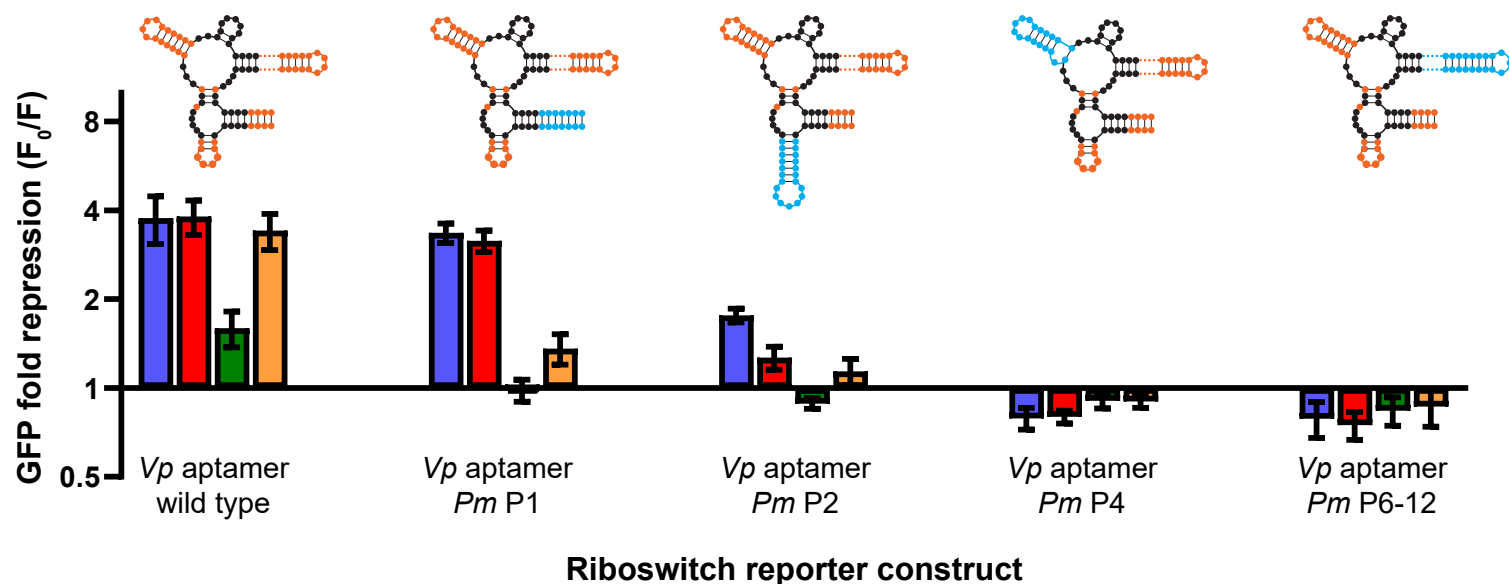 GFP fold repression (F₀/F)
8
4
2
1
0.5
Vp aptamer
wild type
Vp aptamer
Pm P1
Vp aptamer
Pm P2
Vp aptamer
Pm P4
Vp aptamer
Pm P6-12
Riboswitch reporter construct